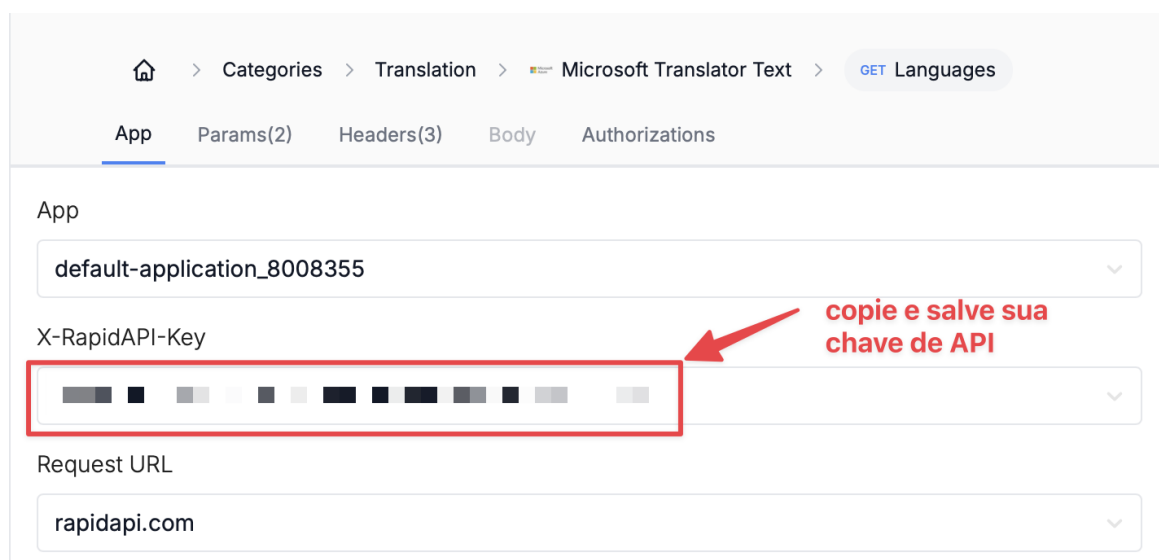 Categories > Translation > Microsoft Translator Text > GET Languages
App Params(2) Headers(3) Body Authorizations
App
default-application_8008355
copie e salve sua
chave de API
X-RapidAPI-Key
Request URL
rapidapi.com